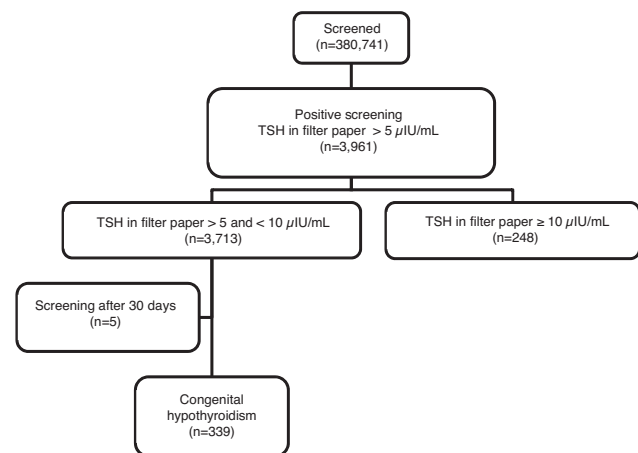 Screened
(n=380,741)
Positive screening
TSH in filter paper > 5 µIU/mL
(n=3,961)
TSH in filter paper > 5 and < 10 µIU/mL
(n=3,713)
TSH in filter paper ≥ 10 µIU/mL
(n=248)
Screening after 30 days
(n=5)
Congenital
hypothyroidism
(n=339)